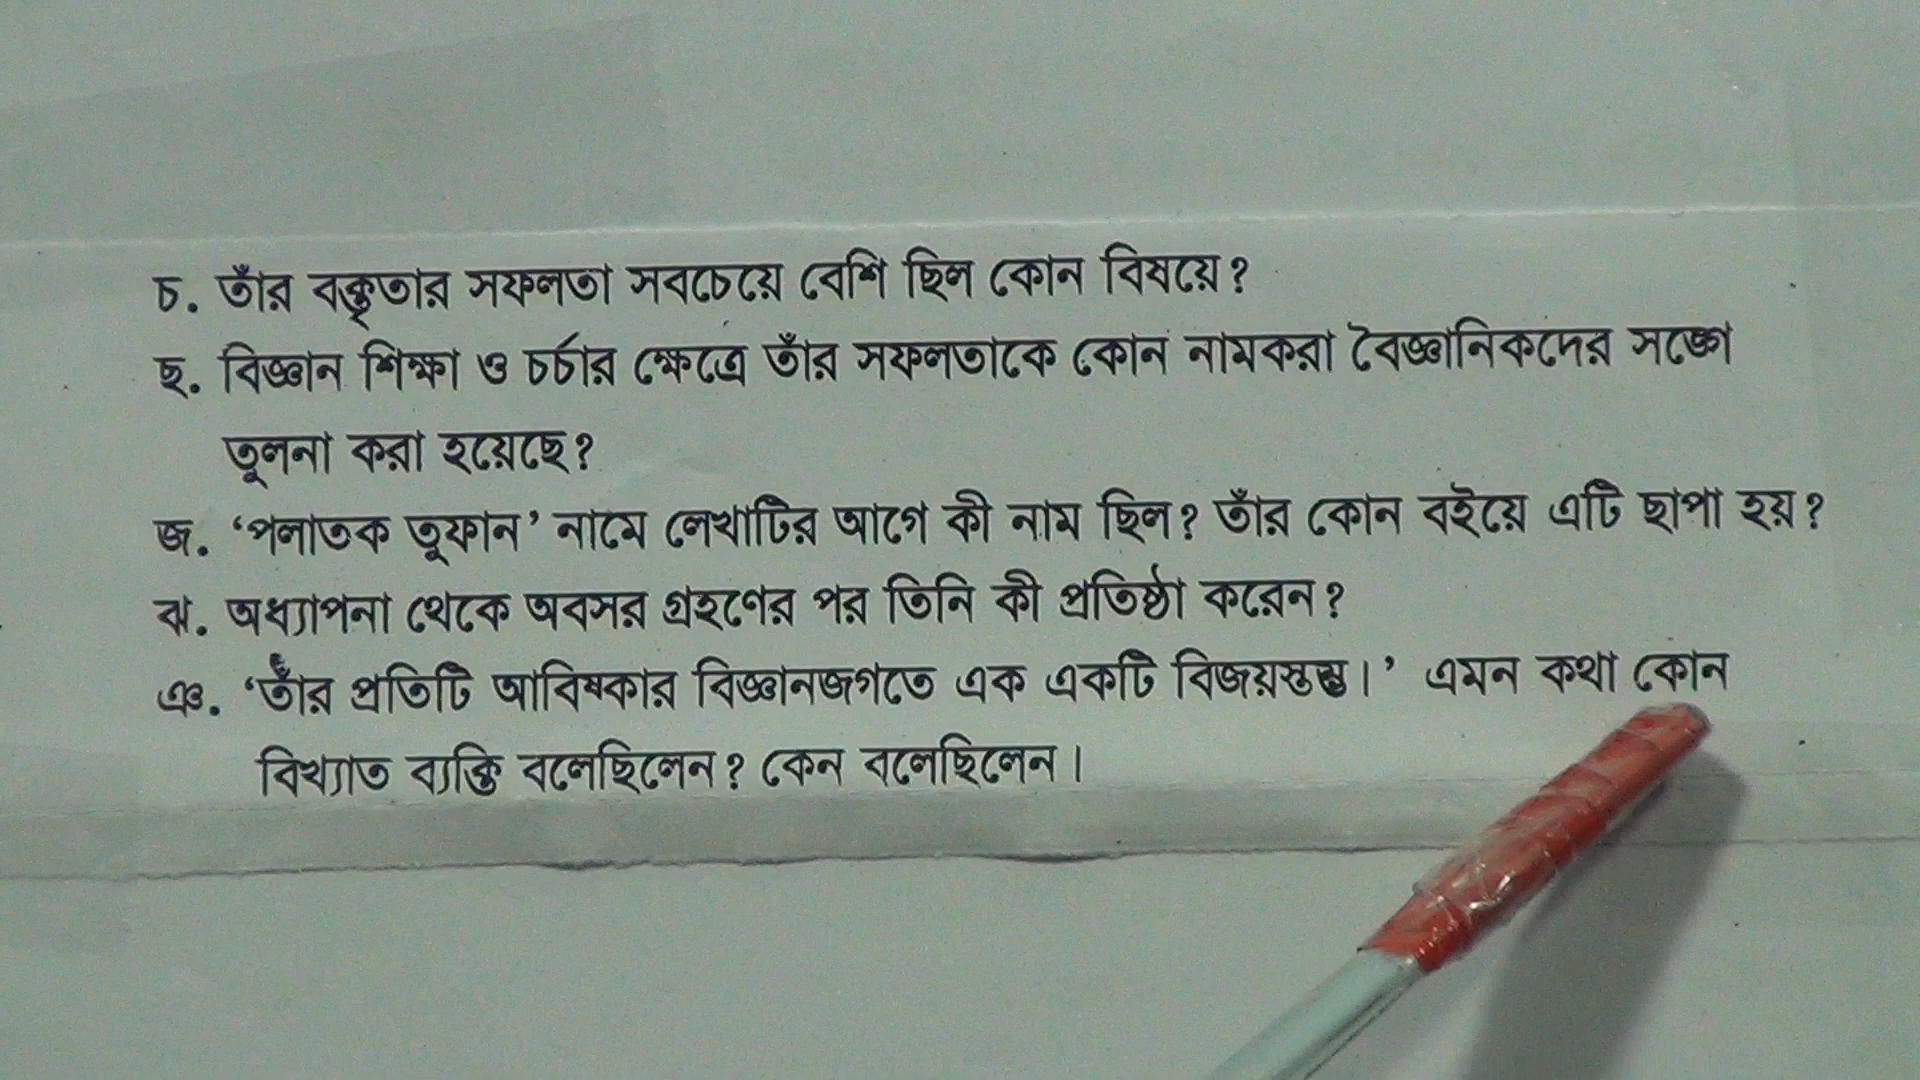 চ. তাঁর বক্তৃতার সফলতা সবচেয়ে বেশি ছিল কোন বিষয়ে?
ছ. বিজ্ঞান শিক্ষা ও চর্চার ক্ষেত্রে তাঁর সফলতাকে কোন নামকরা বৈজ্ঞানিকদের সঙ্গে
তুলনা করা হয়েছে?
জ. ‘পলাতক তুফান’ নামে লেখাটির আগে কী নাম ছিল? তাঁর কোন বইয়ে এটি ছাপা হয়?
ঝ. অধ্যাপনা থেকে অবসর গ্রহণের পর তিনি কী প্রতিষ্ঠা করেন?
ঞ. ‘তাঁর প্রতিটি আবিষ্কার বিজ্ঞানজগতে এক একটি বিজয়স্তম্ভ।’ এমন কথা কোন
বিখ্যাত ব্যক্তি বলেছিলেন? কেন বলেছিলেন।